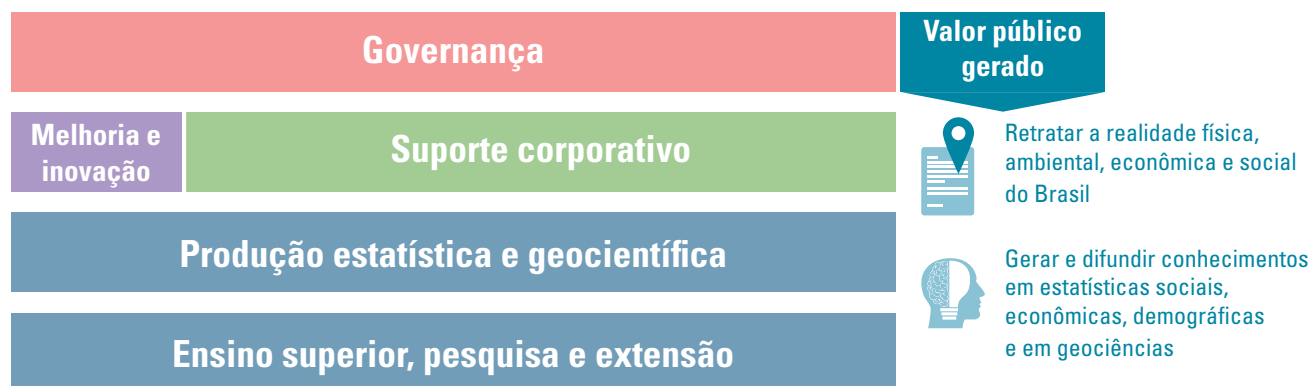 Governança
Valor público
gerado
Melhoria e
inovação
Suporte corporativo
Retratar a realidade física,
ambiental, econômica e social
do Brasil
Produção estatística e geocientífica
Gerar e difundir conhecimentos
em estatísticas sociais,
econômicas, demográficas
e em geociências
Ensino superior, pesquisa e extensão